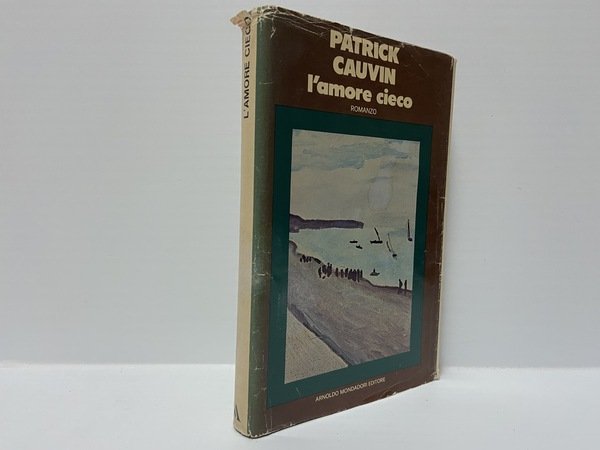 PATRICK
CAUVIN
l'amore cieco
ROMANZO
ARNOLDO MONDADORI EDITORE
L'AMORE CIECO